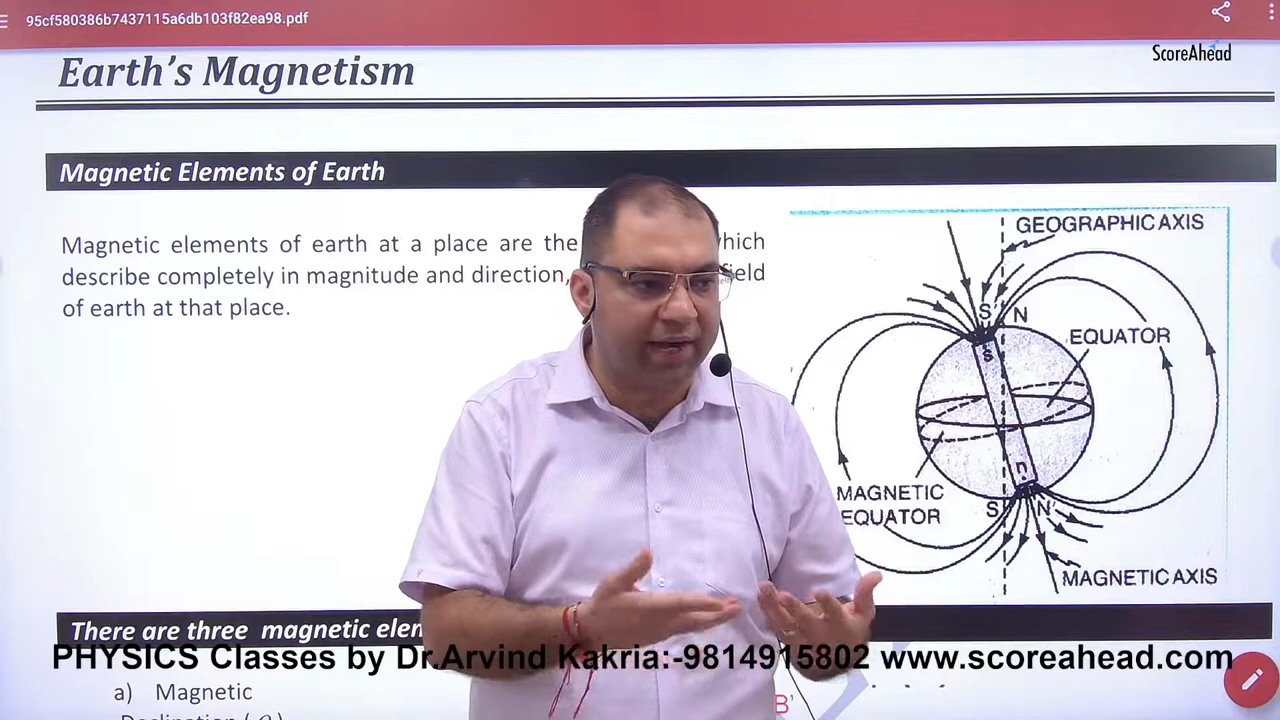 95cf580386b7437115a6db103f82ea98.pdf
ScoreAhead
Earth's Magnetism
Magnetic Elements of Earth
Magnetic elements of earth at a place are the hich
describe completely in magnitude and direction, field
of earth at that place.
GEOGRAPHIC AXIS
S' N
EQUATOR
s
n
MAGNETIC
EQUATOR
S N'
MAGNETIC AXIS
There are three magnetic elem
PHYSICS Classes by Dr.Arvind Kakria:-9814915802 www.scoreahead.com
a) Magnetic
B'